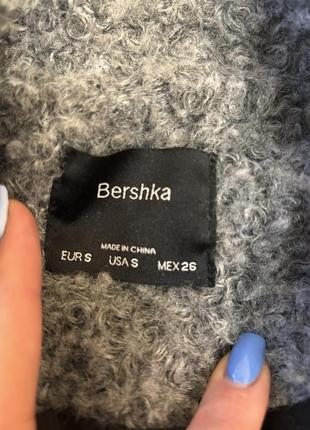 Bershka
MADE IN CHINA
EUR S USA S MEX 26